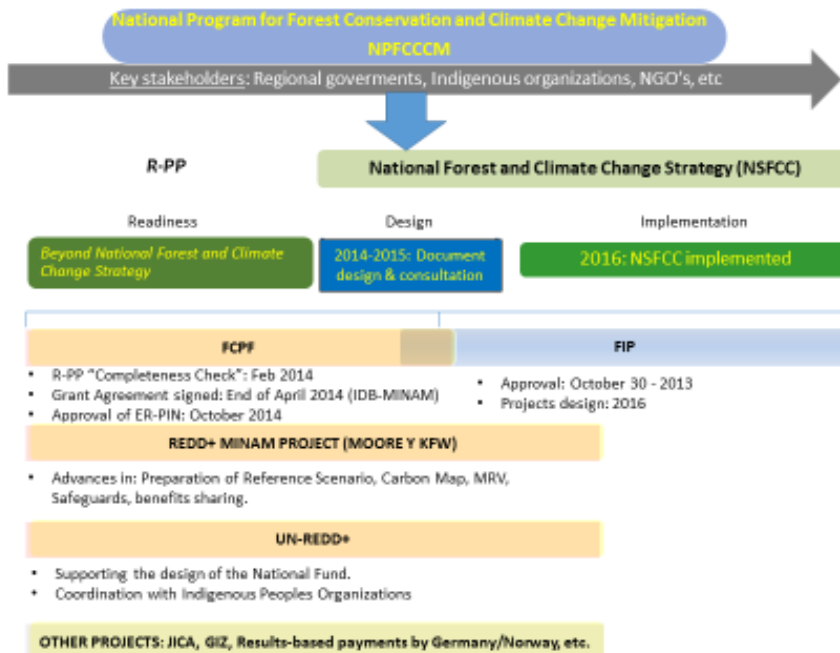 National Program for Forest Conservation and Climate Change Mitigation
NPFCCCM
Key stakeholders: Regional goverments, Indigenous organizations, NGO's, etc
R-PP
National Forest and Climate Change Strategy (NSFCC)
Readiness
Design
Implementation
Beyond National Forest and Climate
Change Strategy
2014-2015: Document
design & consultation
2016: NSFCC implemented
FCPF
FIP
• R-PP "Completeness Check": Feb 2014
• Grant Agreement signed: End of April 2014 (IDB-MINAM)
• Approval of ER-PIN: October 2014
• Approval: October 30 - 2013
• Projects design: 2016
REDD+ MINAM PROJECT (MOORE Y KFW)
• Advances in: Preparation of Reference Scenario, Carbon Map, MRV,
Safeguards, benefits sharing.
UN-REDD+
• Supporting the design of the National Fund.
• Coordination with Indigenous Peoples Organizations
OTHER PROJECTS: JICA, GIZ, Results-based payments by Germany/Norway, etc.